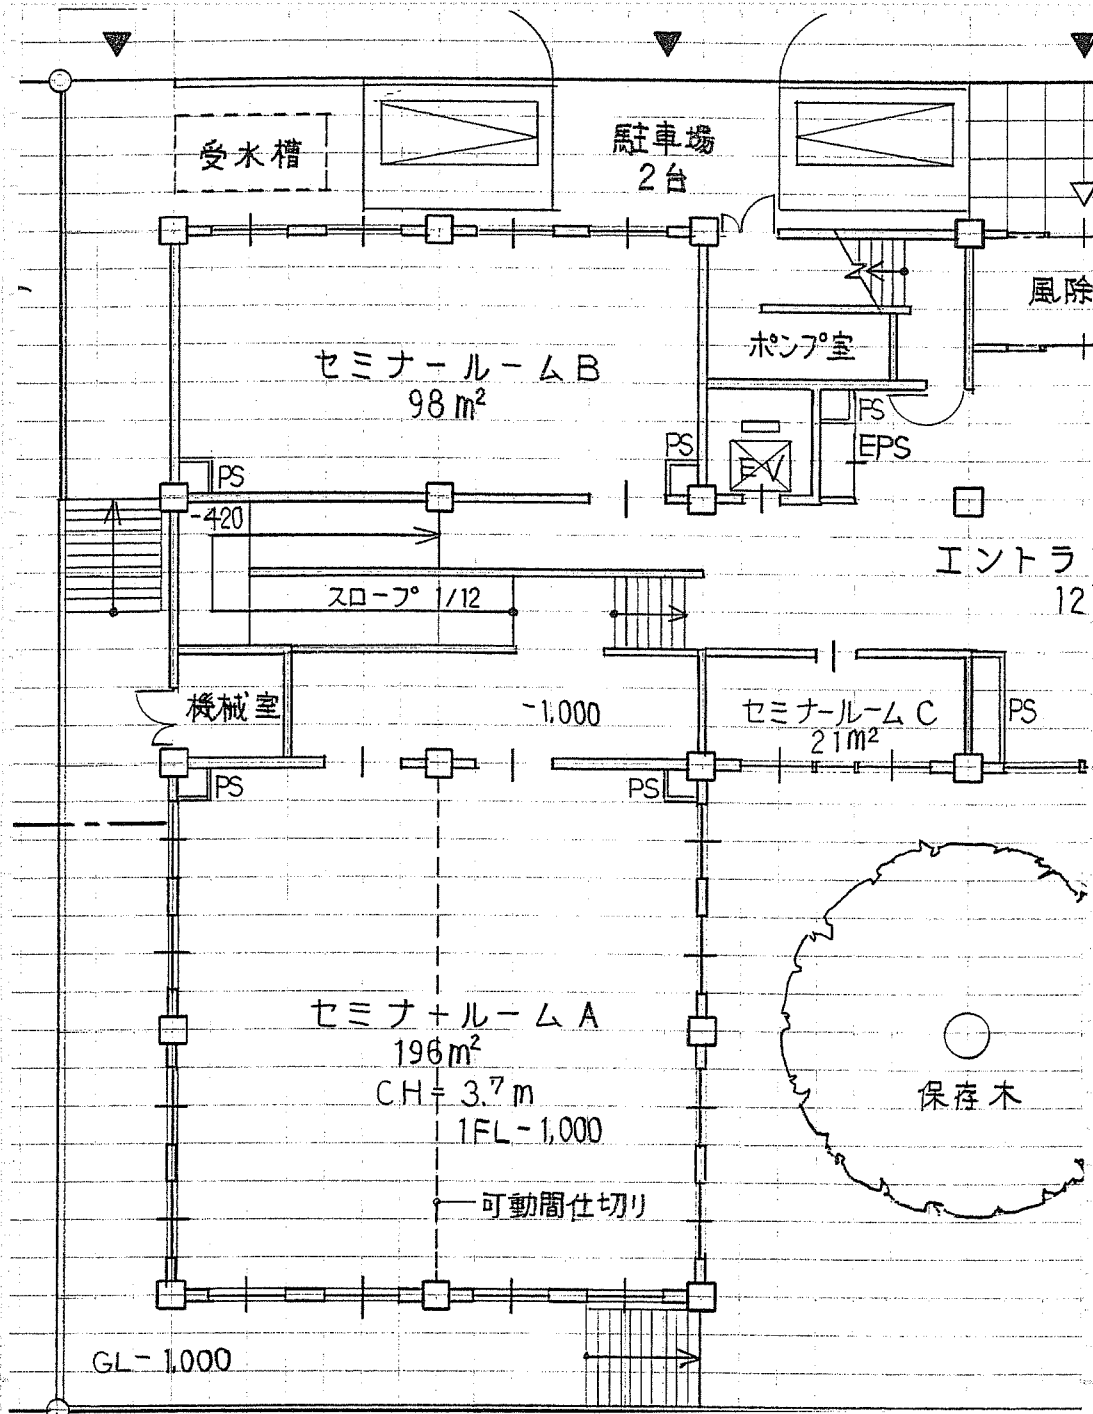 受水槽
駐車場
2台
風除
ポンプ室
セミナールームB
98m²
PS
EPS
PS
EV
PS
-420
エントラ
12
スロープ 1/12
機械室
-1,000
セミナールームC
21m²
PS
PS
PS
セミナールームA
196m²
CH=3.7m
1FL-1,000
保存木
可動間仕切り
GL-1,000